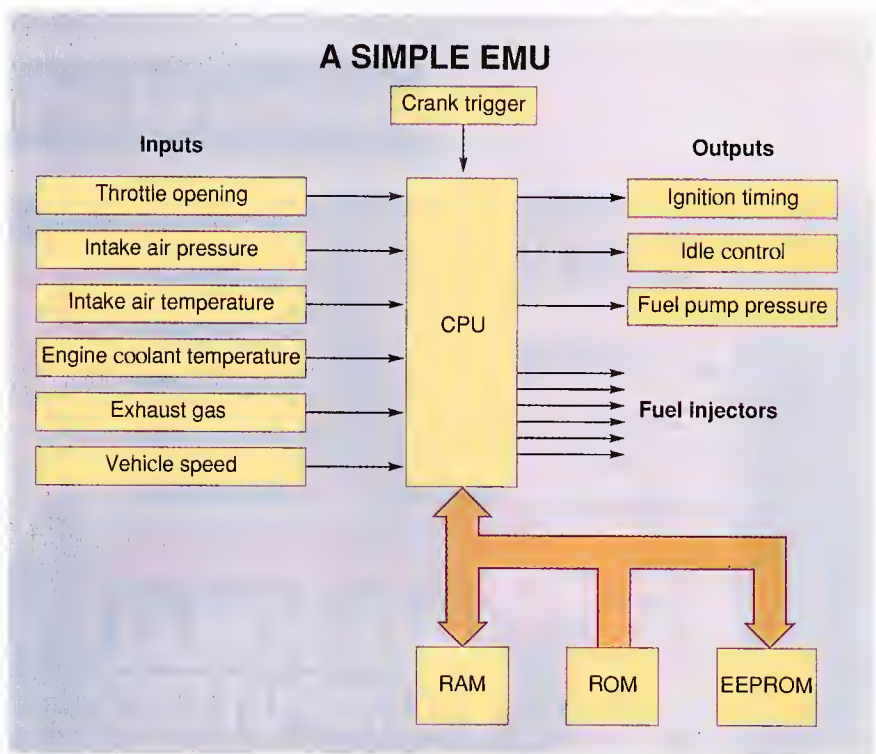 A SIMPLE EMU
Crank trigger
Inputs
Outputs
Throttle opening
Intake air pressure
Intake air temperature
Engine coolant temperature
Exhaust gas
Vehicle speed
CPU
Ignition timing
Idle control
Fuel pump pressure
Fuel injectors
RAM
ROM
EEPROM